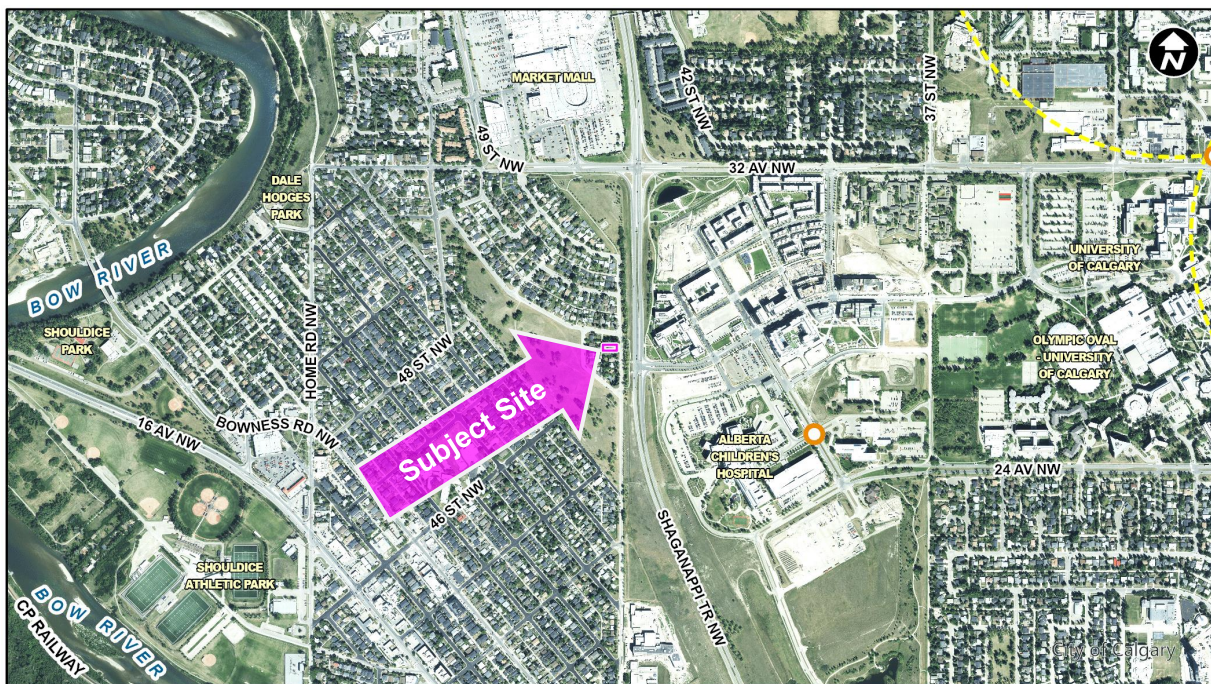 N
MARKET MALL
42 ST NW
37 ST NW
49 ST NW
32 AV NW
DALE
HODGES
PARK
BOW RIVER
UNIVERSITY
OF CALGARY
SHOULDICE
PARK
HOME RD NW
48 ST NW
OLYMPIC OVAL
- UNIVERSITY
OF CALGARY
Subject Site
16 AV NW
BOWNESS RD NW
ALBERTA
CHILDREN'S
HOSPITAL
24 AV NW
46 ST NW
SHAGANAPPI TR NW
SHOULDICE
ATHLETIC PARK
BOW RIVER
CP RAILWAY
City of Calgary